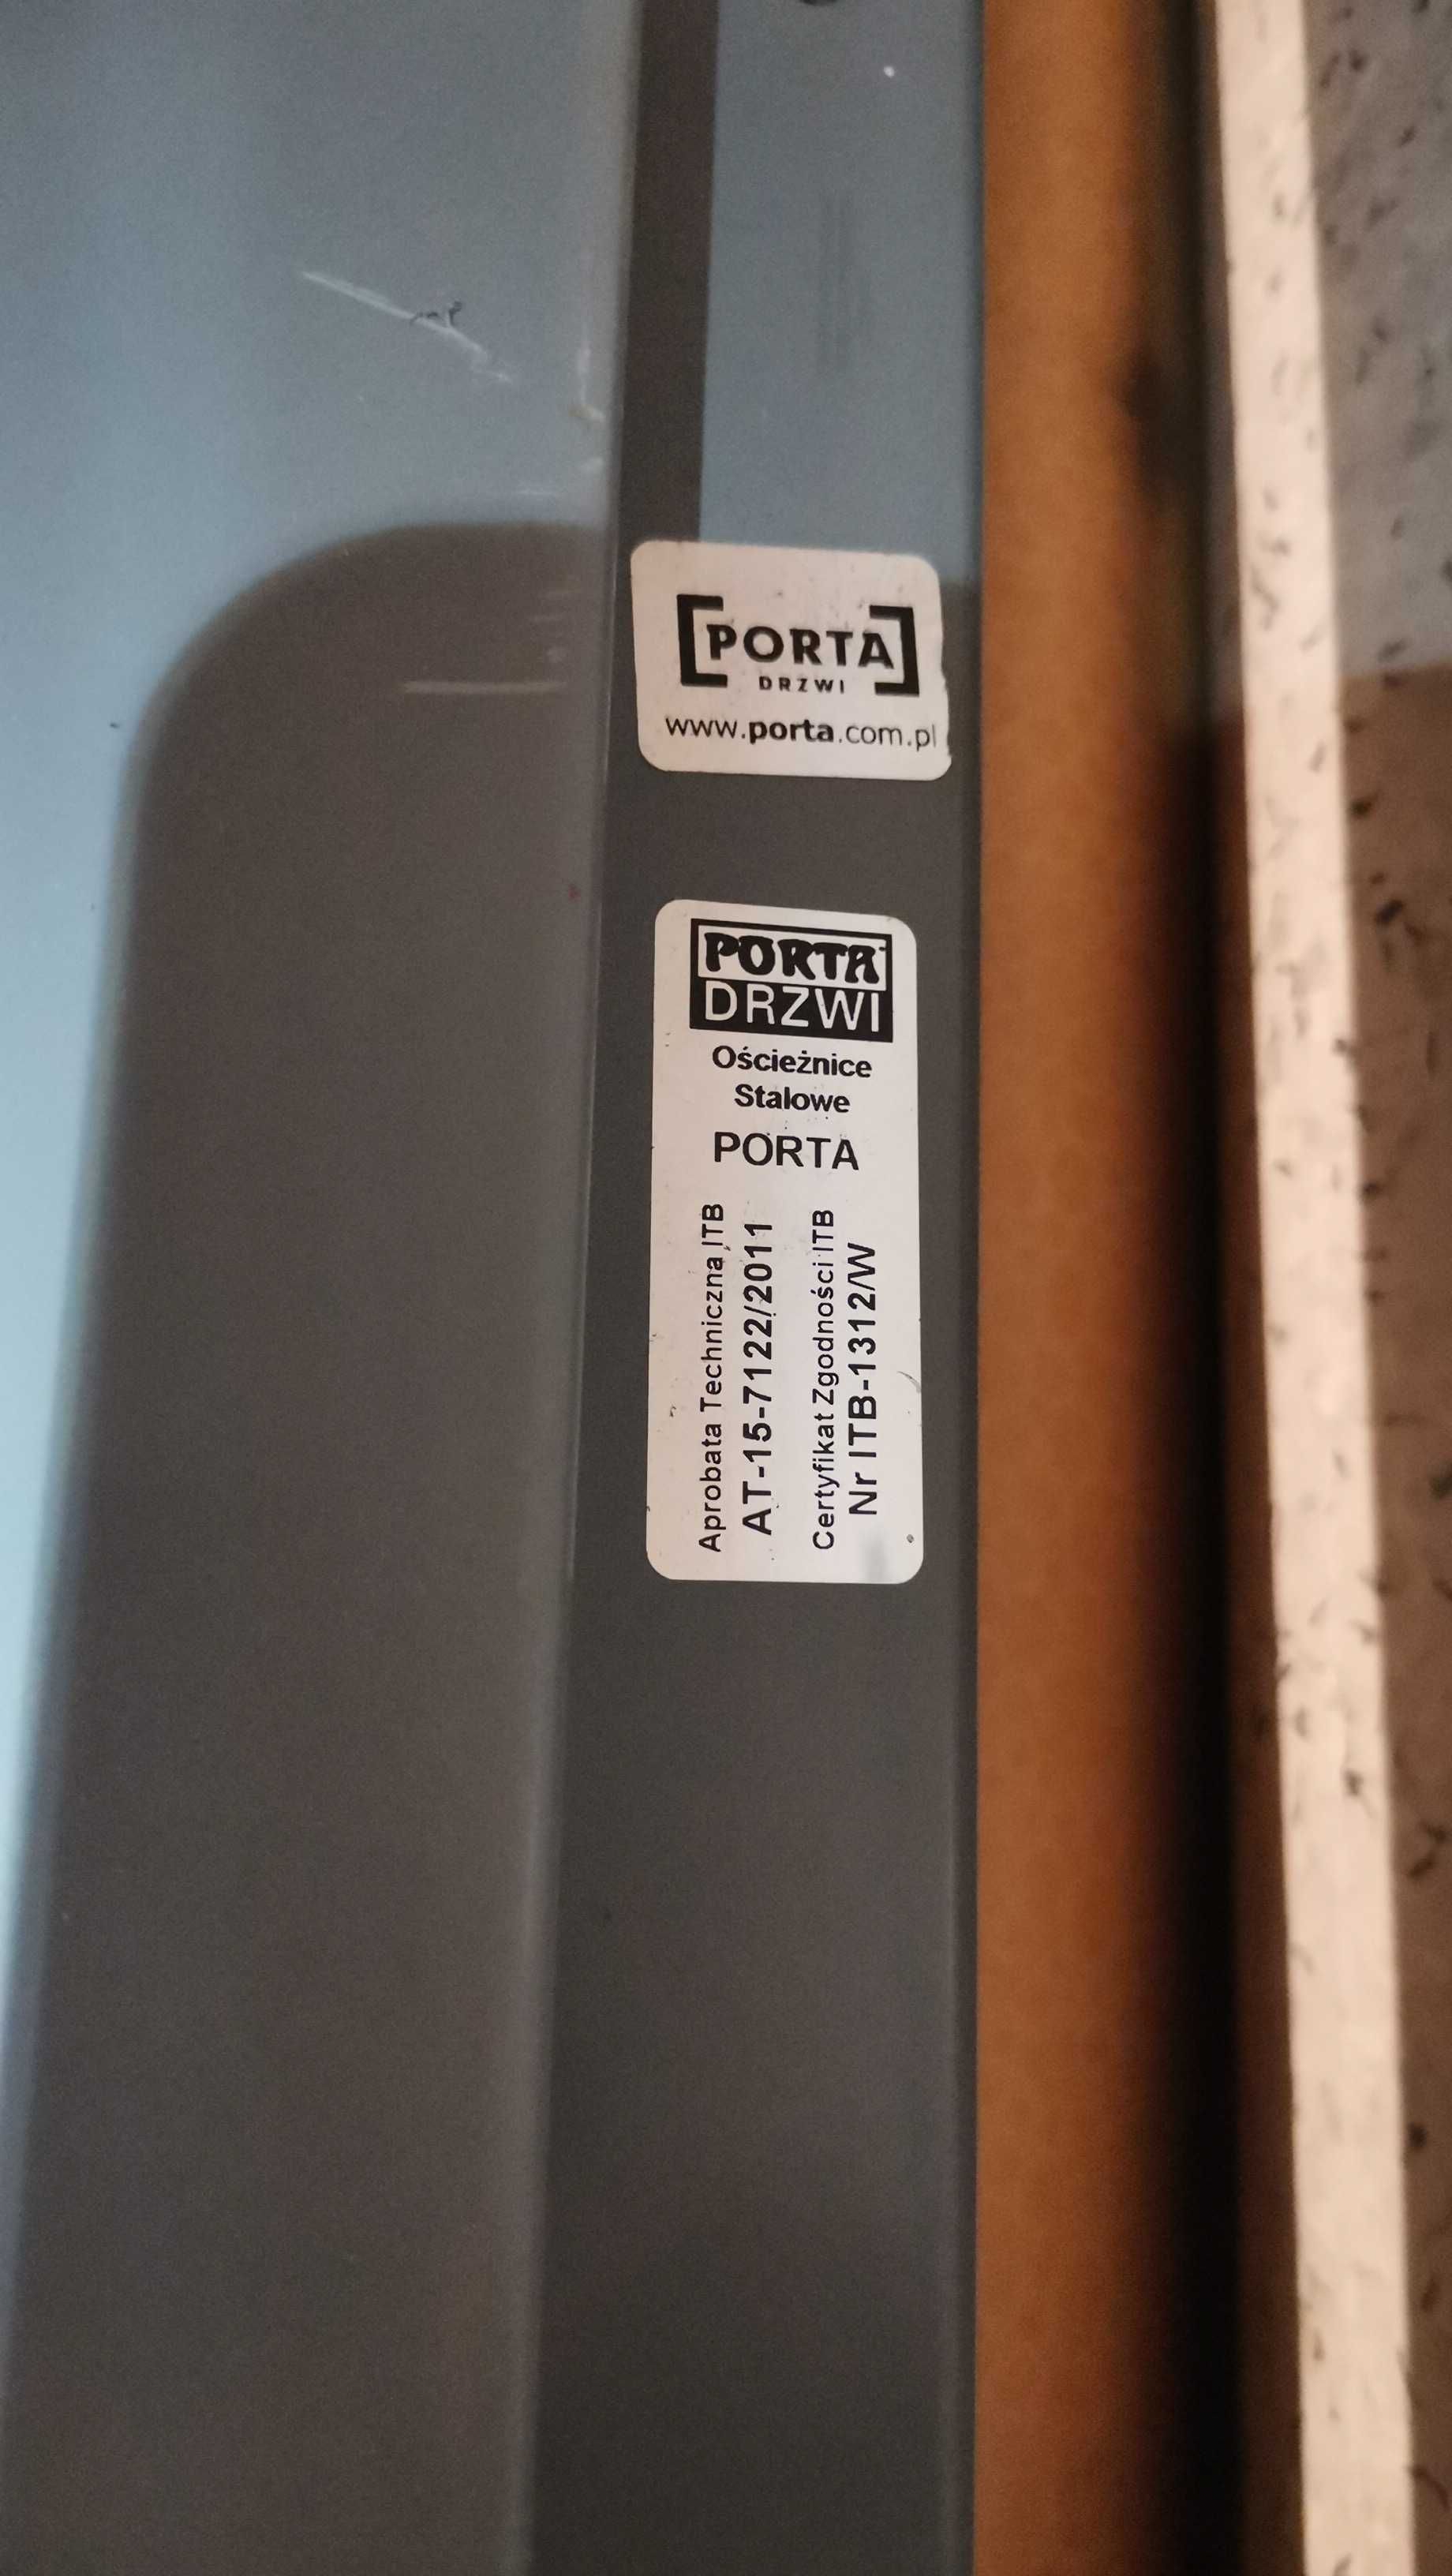 PORTA
DRZWI
www.porta.com.pl
PORTA
DRZWI
Ościeżnice
Stalowe
PORTA
Aprobata Techniczna ITB
AT-15-7122/2011
Certyfikat Zgodności ITB
Nr ITB-1312/W